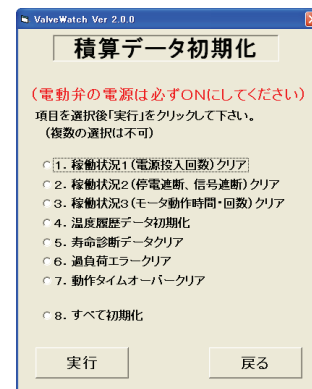 ValveWatch Ver 2.0.0
積算データ初期化
(電動弁の電源は必ずONにしてください)
項目を選択後「実行」をクリックして下さい。
(複数の選択は不可)
1. 稼働状況1(電源投入回数)クリア
2. 稼働状況2(停電遮断、信号遮断)クリア
3. 稼働状況3(モータ動作時間・回数)クリア
4. 温度履歴データ初期化
5. 寿命診断データクリア
6. 過負荷エラークリア
7. 動作タイムオーバークリア
8. すべて初期化
実行 戻る